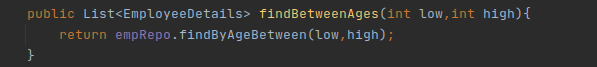 public List<EmployeeDetails> findBetweenAges(int low,int high){
    return empRepo.findByAgeBetween(low,high);
}